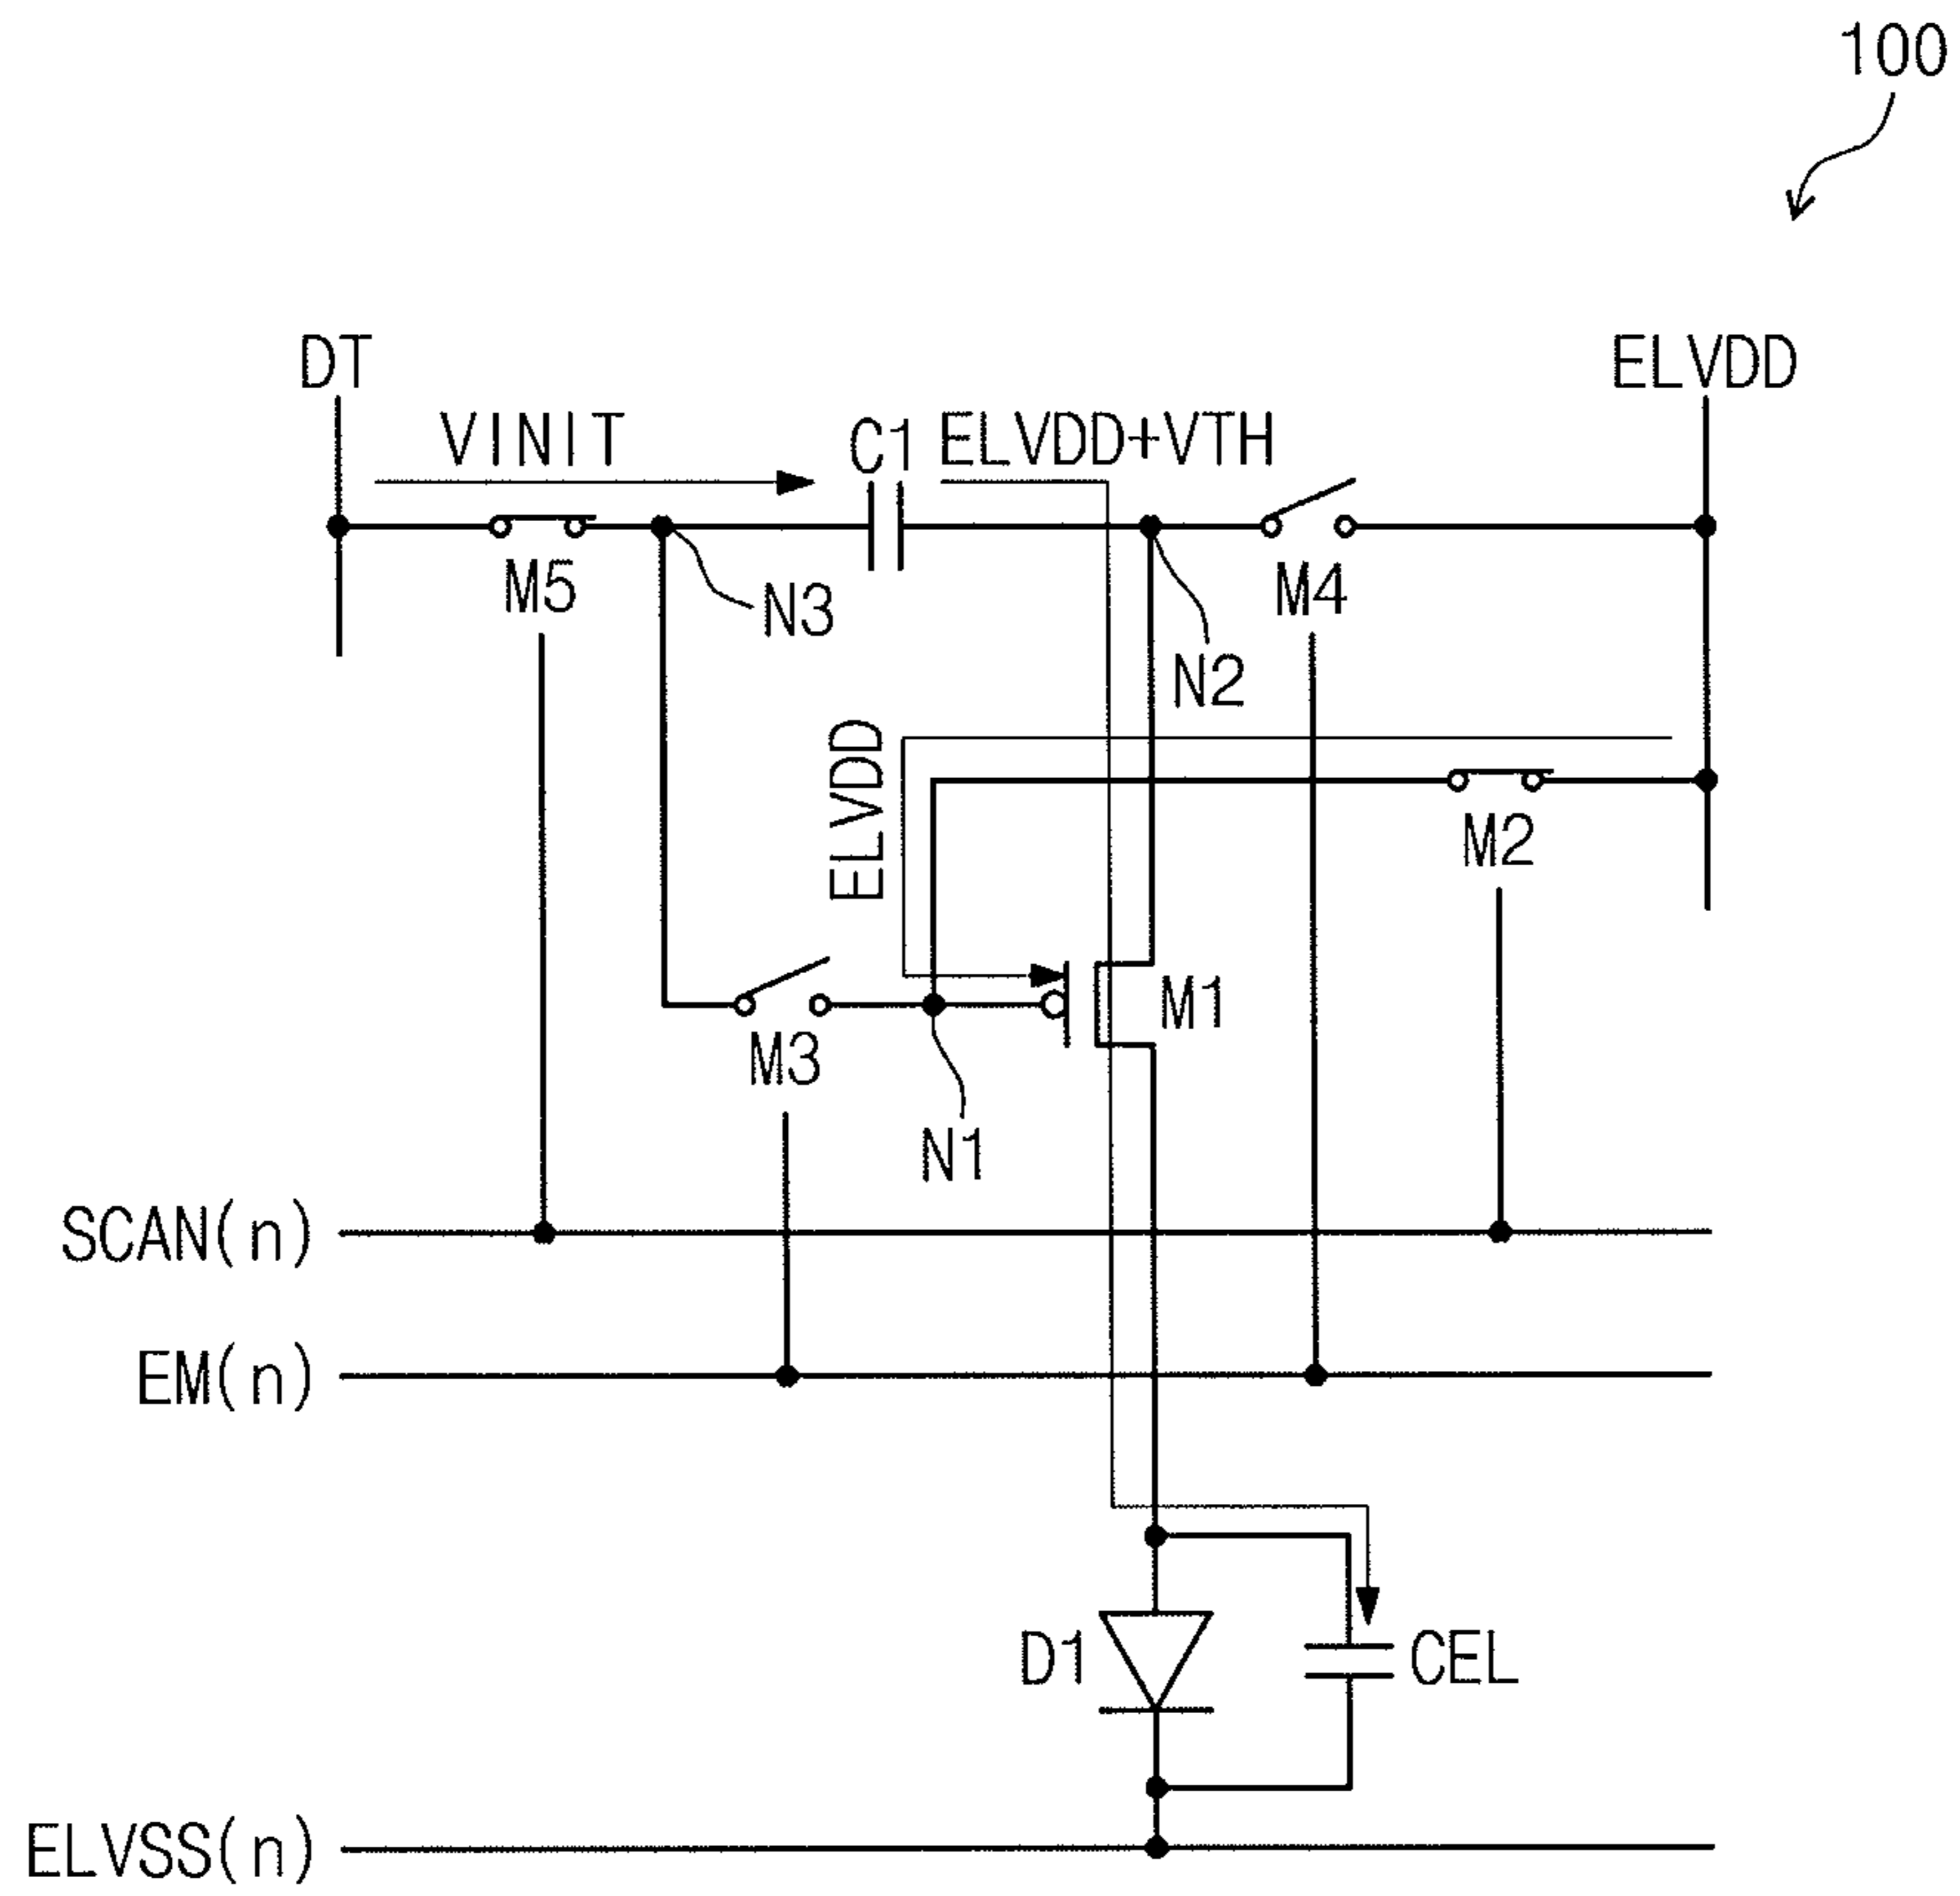 100
DT
ELVDD
VINIT
C1
ELVDD+VTH
M5
N3
M4
N2
ELVDD
M2
M1
M3
N1
SCAN(n)
EM(n)
D1
CEL
ELVSS(n)